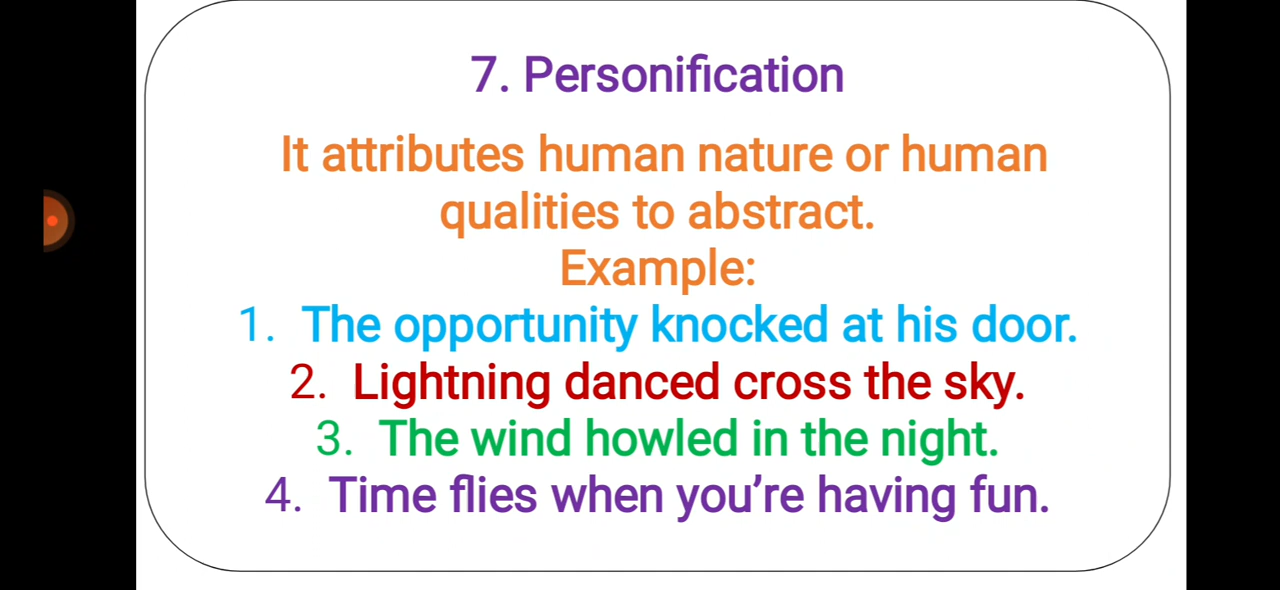 7. Personification
It attributes human nature or human
qualities to abstract.
Example:
1. The opportunity knocked at his door.
2. Lightning danced cross the sky.
3. The wind howled in the night.
4. Time flies when you’re having fun.